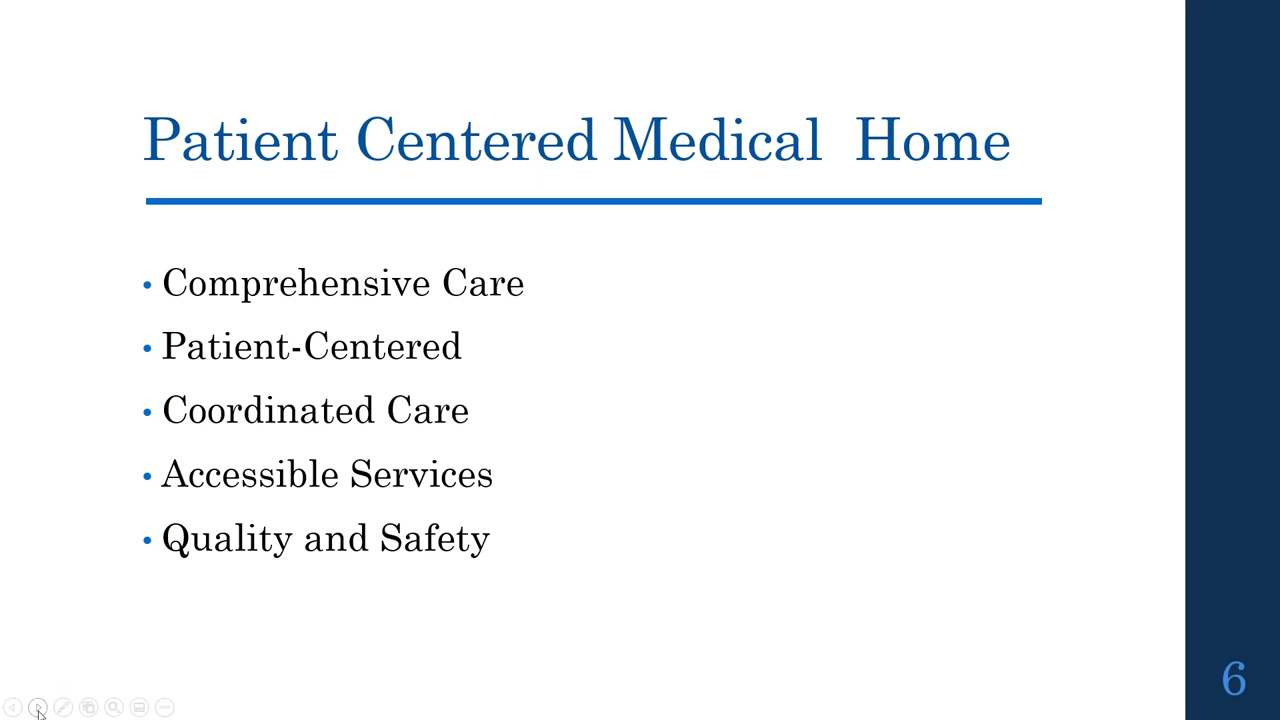 Patient Centered Medical  Home
• Comprehensive Care
• Patient-Centered
• Coordinated Care
• Accessible Services
• Quality and Safety
6